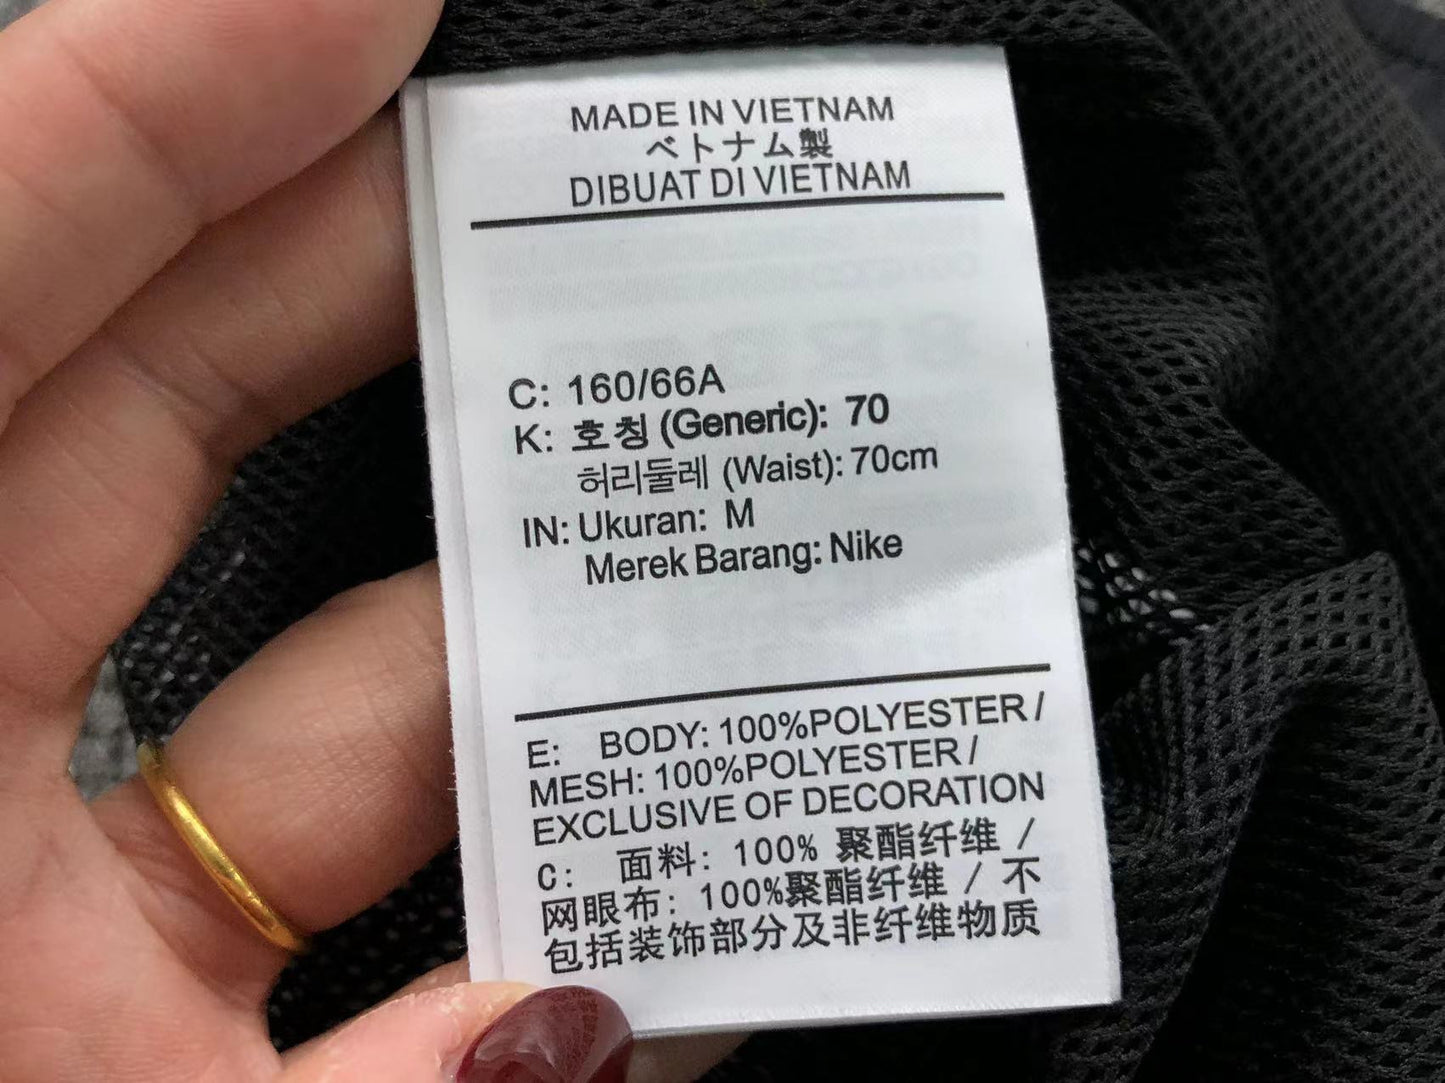 MADE IN VIETNAM
ベトナム製
DIBUAT DI VIETNAM
C: 160/66A
K: 호칭 (Generic): 70
허리둘레 (Waist): 70cm
IN: Ukuran: M
Merek Barang: Nike
E: BODY: 100%POLYESTER /
MESH: 100%POLYESTER /
EXCLUSIVE OF DECORATION
C: 面料: 100% 聚酯纤维 /
网眼布: 100%聚酯纤维 / 不
包括装饰部分及非纤维物质